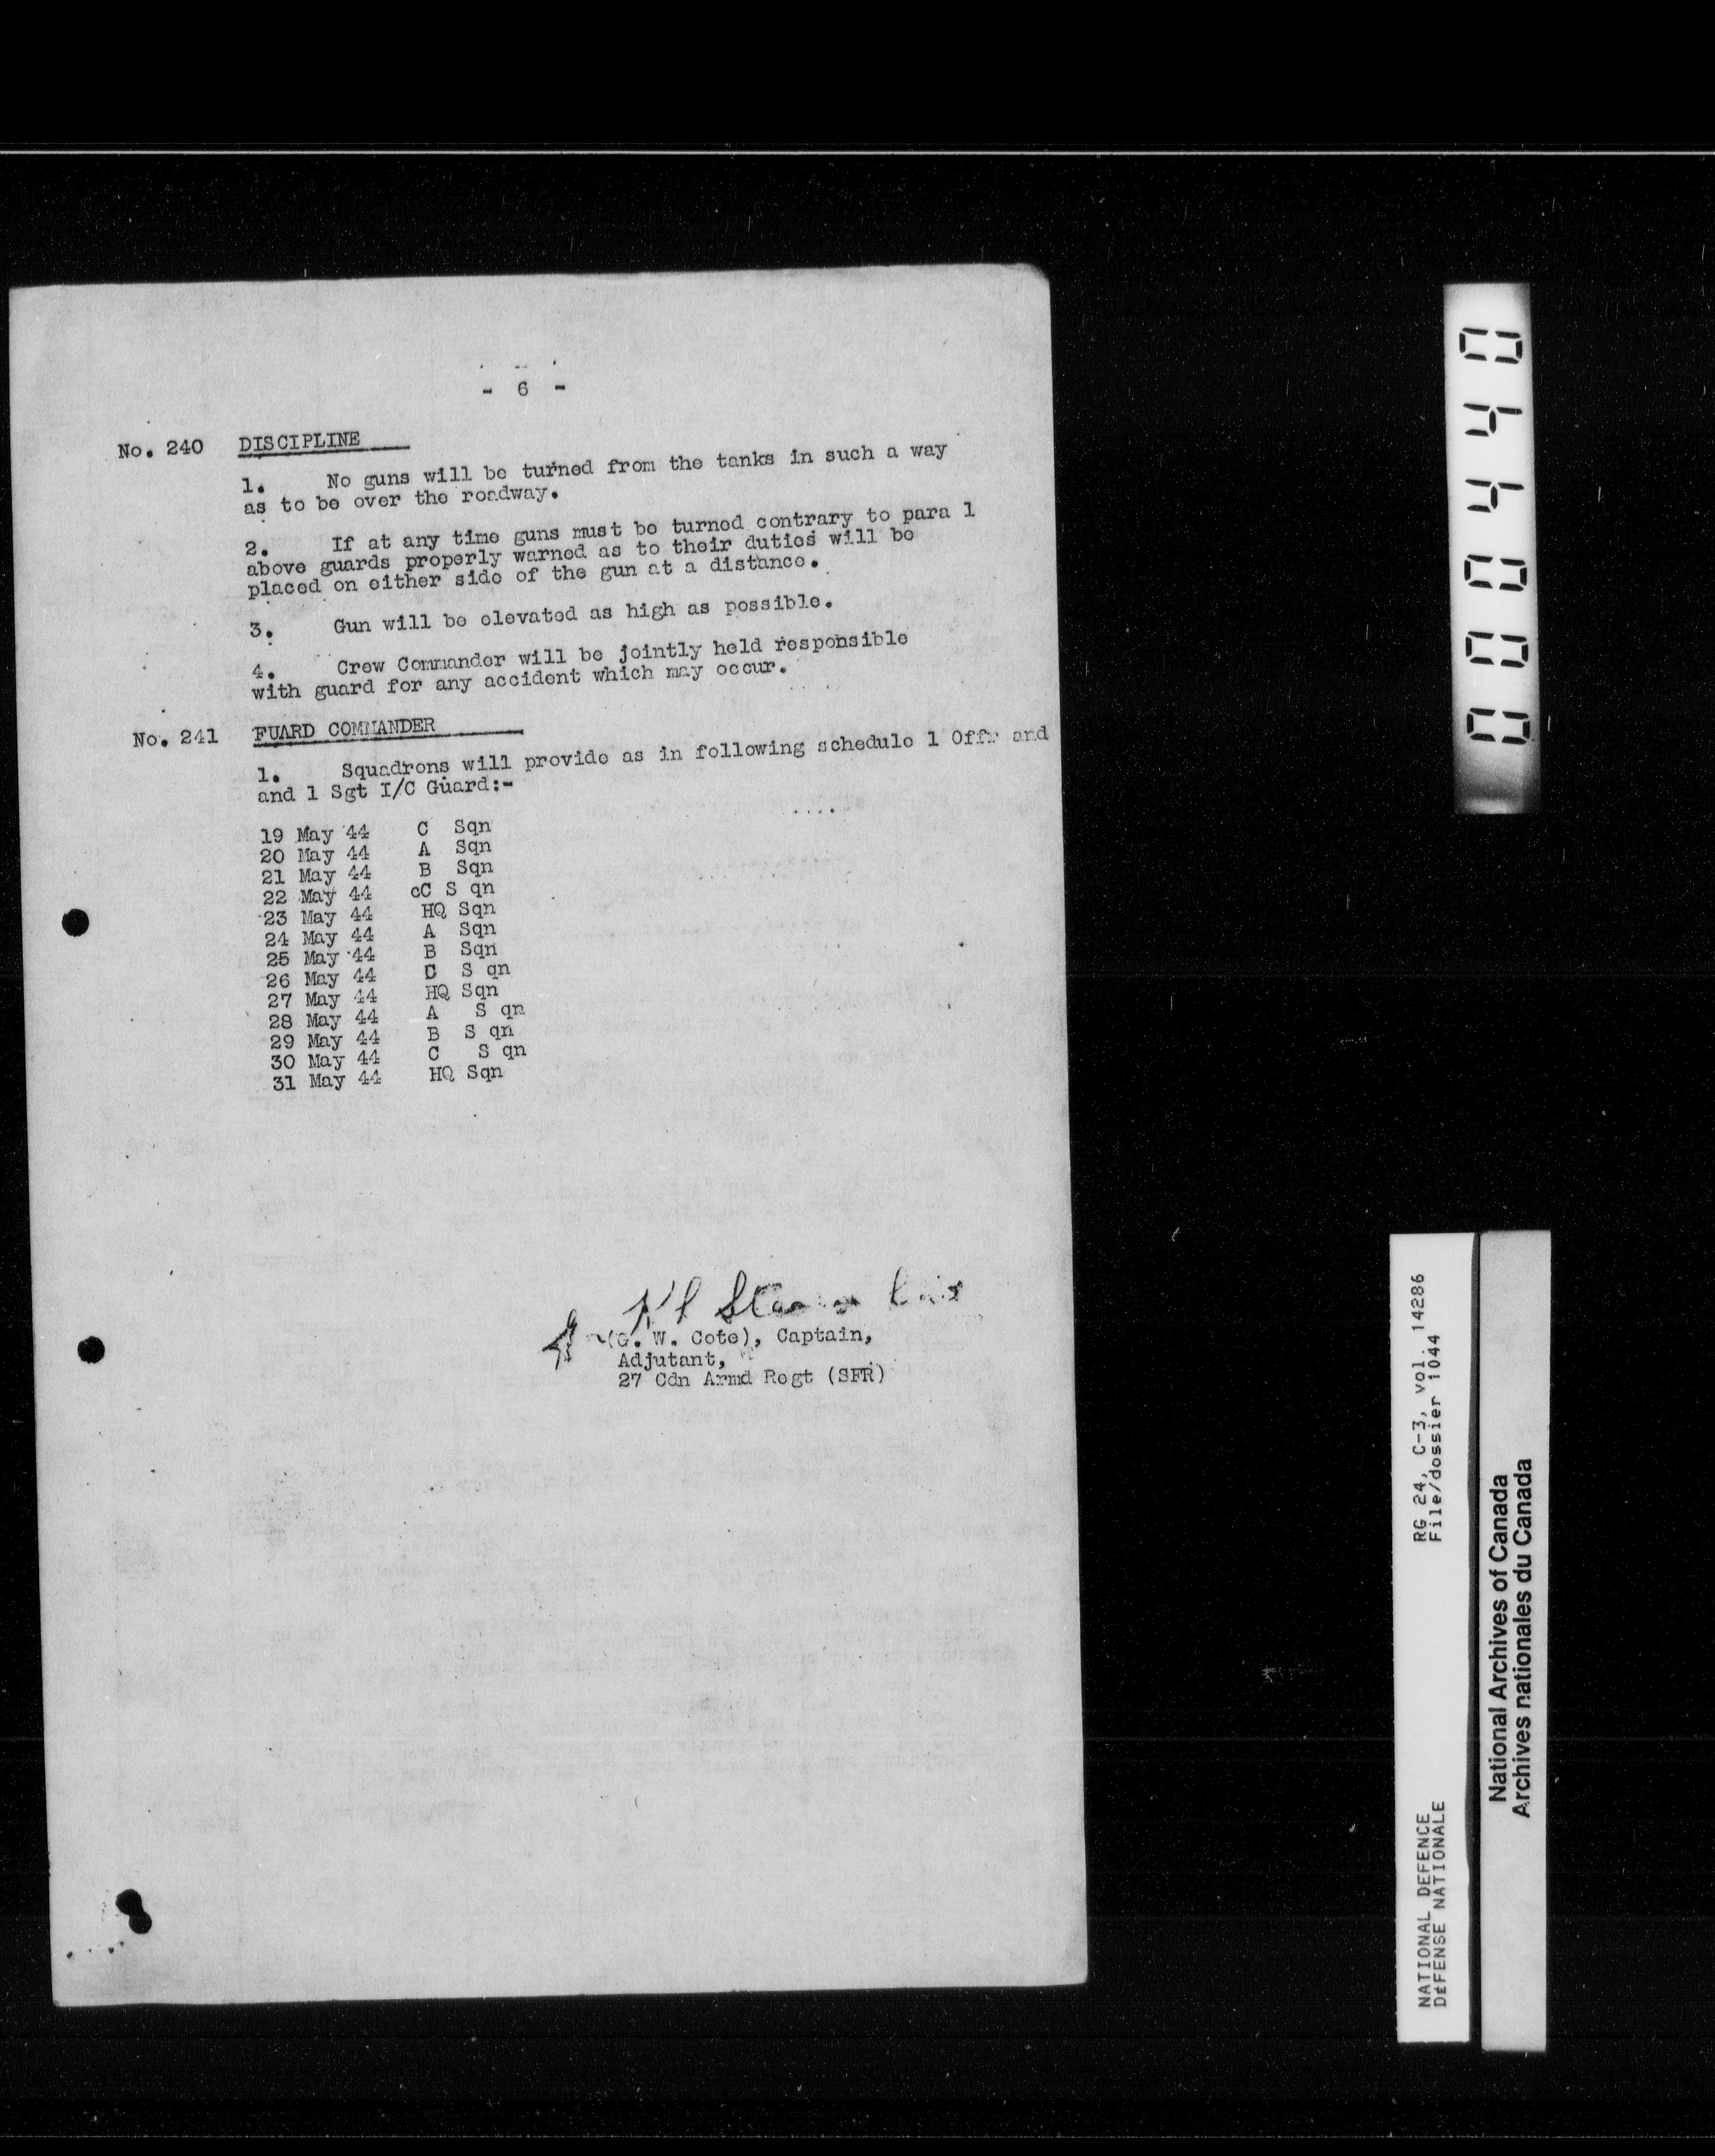 - 6 -
No. 240 DISCIPLINE
1. No guns will be turned from the tanks in such a way
as to be over the roadway.
2. If at any time guns must be turned contrary to para 1
above guards properly warned as to their duties will be
placed on either side of the gun at a distance.
3. Gun will be elevated as high as possible.
4. Crew Commander will be jointly held responsible
with guard for any accident which may occur.
No. 241 FUARD COMMANDER
1. Squadrons will provide as in following schedule 1 Offr and
and 1 Sgt I/C Guard:-
....
19 May 44 C Sqn
20 May 44 A Sqn
21 May 44 B Sqn
22 May 44 cC S qn
23 May 44 HQ Sqn
24 May 44 A Sqn
25 May 44 B Sqn
26 May 44 C S qn
27 May 44 HQ Sqn
28 May 44 A S qn
29 May 44 B S qn
30 May 44 C S qn
31 May 44 HQ Sqn
(G. W. Cote), Captain,
Adjutant,
27 Cdn Armd Regt (SFR)
000440
RG 24, C-3, vol. 14286
File/dossier 1044
NATIONAL DEFENCE
DÉFENSE NATIONALE
National Archives of Canada
Archives nationales du Canada